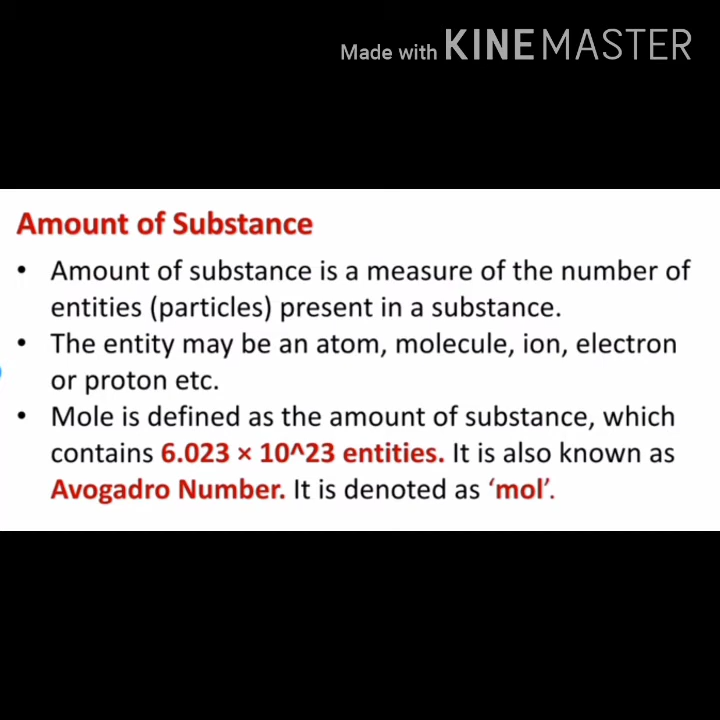 Made with KINEMASTER
Amount of Substance
• Amount of substance is a measure of the number of
entities (particles) present in a substance.
• The entity may be an atom, molecule, ion, electron
or proton etc.
• Mole is defined as the amount of substance, which
contains 6.023 × 10^23 entities. It is also known as
Avogadro Number. It is denoted as ‘mol’.